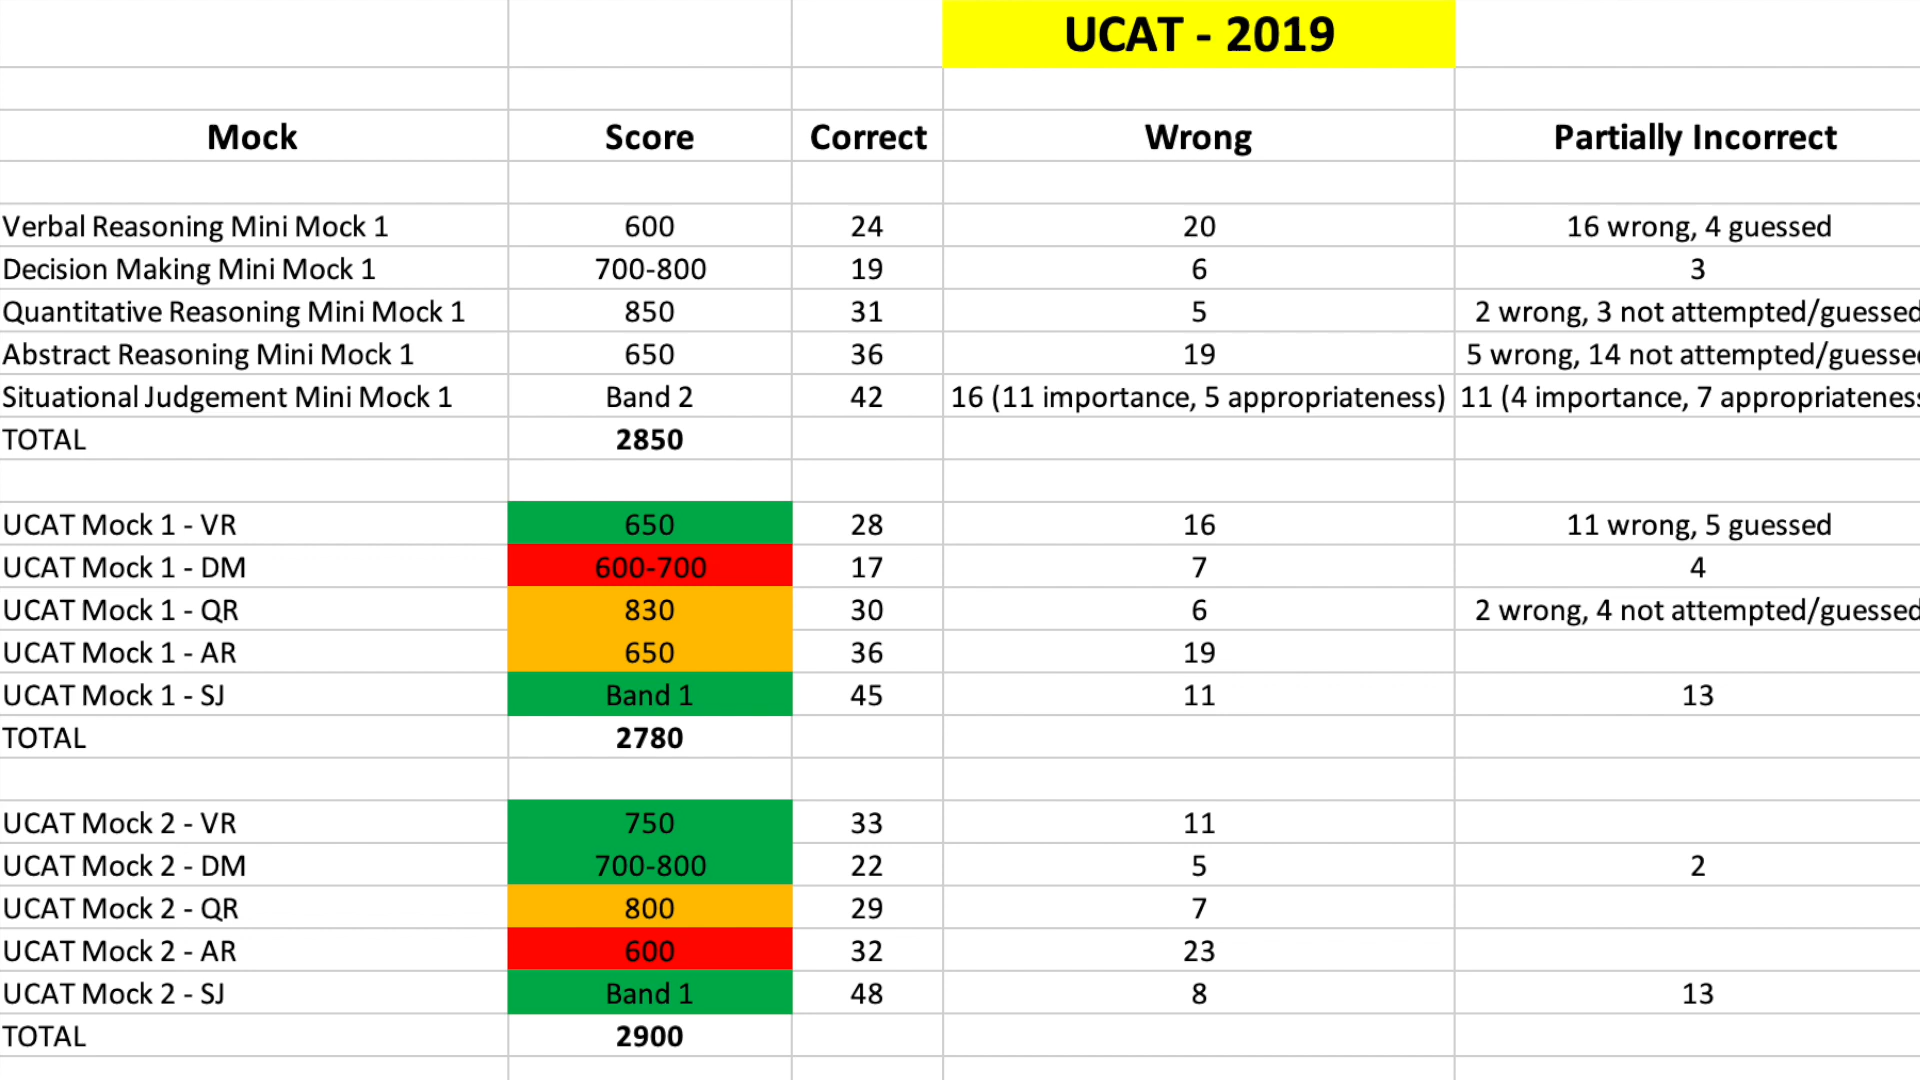 UCAT - 2019
Mock Score Correct Wrong Partially Incorrect
Verbal Reasoning Mini Mock 1 600 24 20 16 wrong, 4 guessed
Decision Making Mini Mock 1 700-800 19 6 3
Quantitative Reasoning Mini Mock 1 850 31 5 2 wrong, 3 not attempted/guessed
Abstract Reasoning Mini Mock 1 650 36 19 5 wrong, 14 not attempted/guesse
Situational Judgement Mini Mock 1 Band 2 42 16 (11 importance, 5 appropriateness) 11 (4 importance, 7 appropriatenes
TOTAL 2850
UCAT Mock 1 - VR 650 28 16 11 wrong, 5 guessed
UCAT Mock 1 - DM 600-700 17 7 4
UCAT Mock 1 - QR 830 30 6 2 wrong, 4 not attempted/guessed
UCAT Mock 1 - AR 650 36 19
UCAT Mock 1 - SJ Band 1 45 11 13
TOTAL 2780
UCAT Mock 2 - VR 750 33 11
UCAT Mock 2 - DM 700-800 22 5 2
UCAT Mock 2 - QR 800 29 7
UCAT Mock 2 - AR 600 32 23
UCAT Mock 2 - SJ Band 1 48 8 13
TOTAL 2900